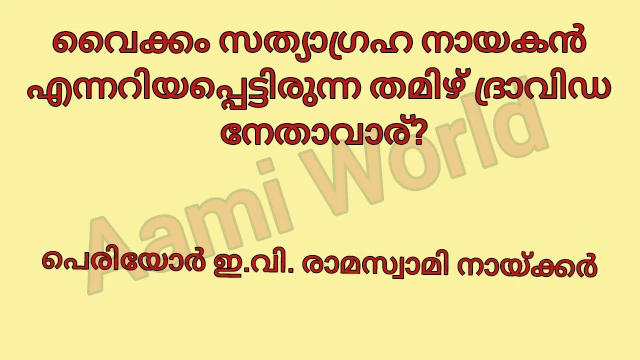 വൈക്കം സത്യാഗ്രഹ നായകൻ
എന്നറിയപ്പെട്ടിരുന്ന തമിഴ് ദ്രാവിഡ
നേതാവാര്?
Aami World
പെരിയോർ ഇ.വി. രാമസ്വാമി നായ്ക്കർ